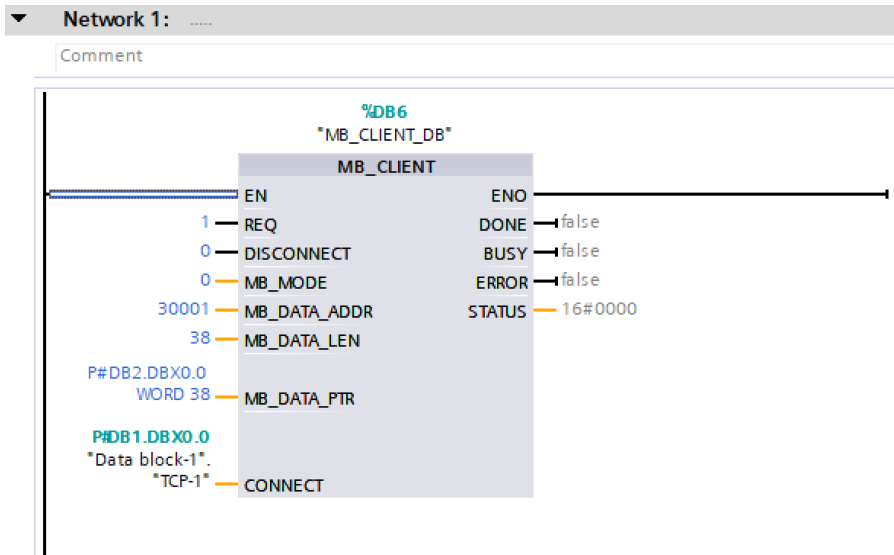 Network 1: .....
Comment
%DB6
"MB_CLIENT_DB"
MB_CLIENT
EN ENO
1 REQ DONE false
0 DISCONNECT BUSY false
0 MB_MODE ERROR false
30001 MB_DATA_ADDR STATUS 16#0000
38 MB_DATA_LEN
P#DB2.DBX0.0
WORD 38 MB_DATA_PTR
P#DB1.DBX0.0
"Data block-1".
"TCP-1" CONNECT